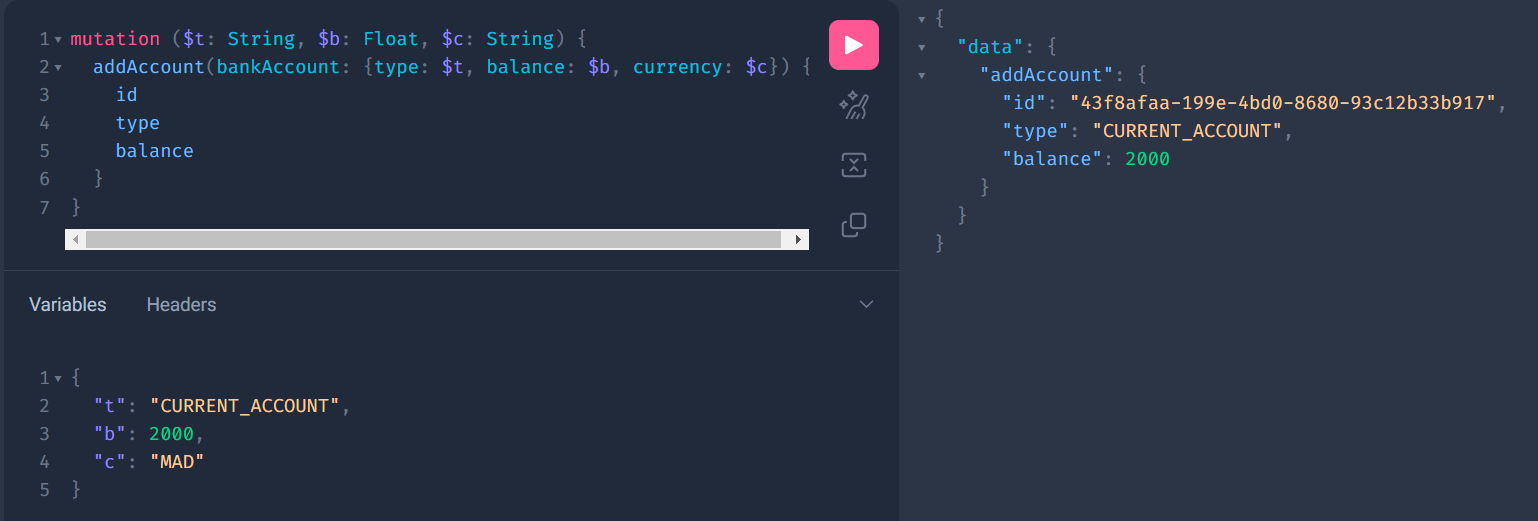 1 mutation ($t: String, $b: Float, $c: String) {
2 addAccount(bankAccount: {type: $t, balance: $b, currency: $c}) {
3 id
4 type
5 balance
6 }
7 }
Variables Headers
1 {
2 "t": "CURRENT_ACCOUNT",
3 "b": 2000,
4 "c": "MAD"
5 }
{
"data": {
"addAccount": {
"id": "43f8afaa-199e-4bd0-8680-93c12b33b917",
"type": "CURRENT_ACCOUNT",
"balance": 2000
}
}
}